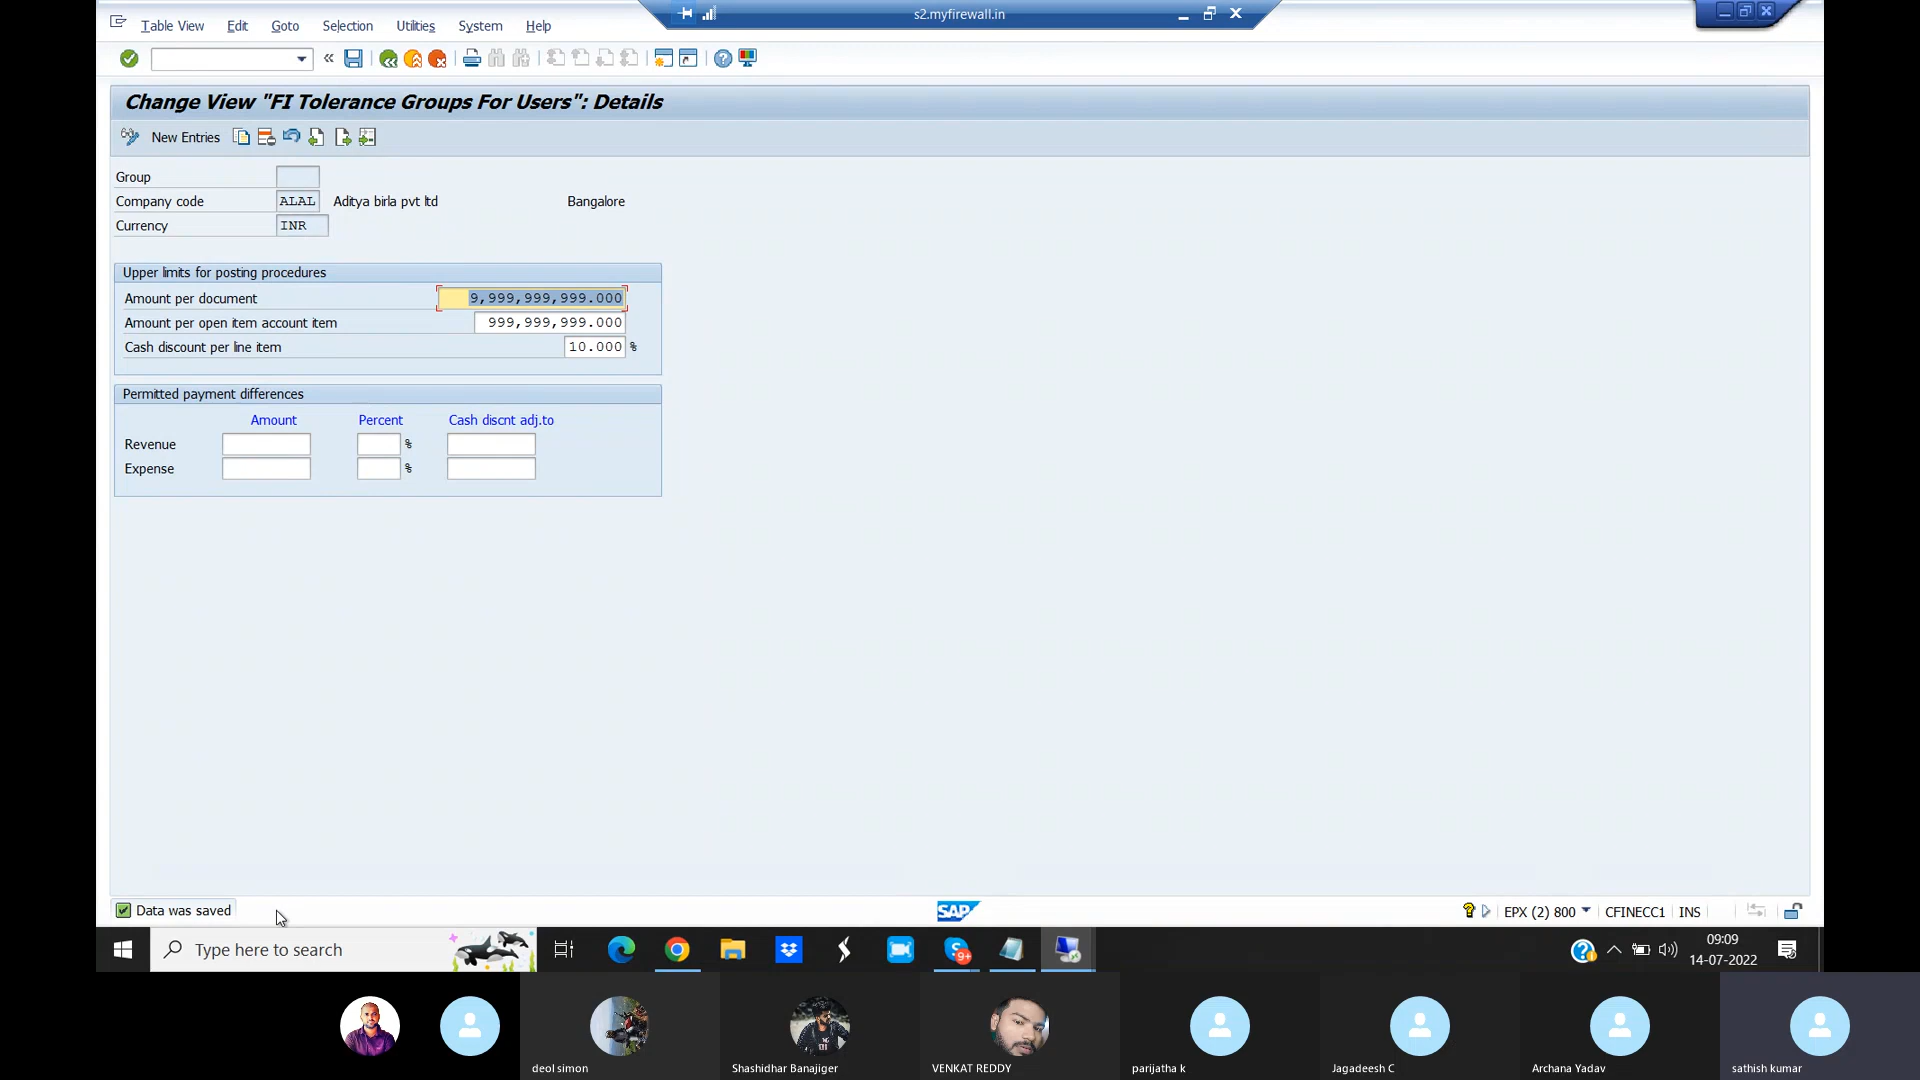 s2.myfirewall.in
Table View Edit Goto Selection Utilities System Help
Change View "FI Tolerance Groups For Users": Details
New Entries
Group
Company code ALAL Aditya birla pvt ltd Bangalore
Currency INR
Upper limits for posting procedures
Amount per document 9,999,999,999.000
Amount per open item account item 999,999,999.000
Cash discount per line item 10.000 %
Permitted payment differences
Amount Percent Cash discnt adj.to
Revenue %
Expense %
Data was saved
SAP
EPX (2) 800 CFINECC1 INS
Type here to search
9+
09:09
14-07-2022
deol simon
Shashidhar Banajiger
VENKAT REDDY
parijatha k
Jagadeesh C
Archana Yadav
sathish kumar